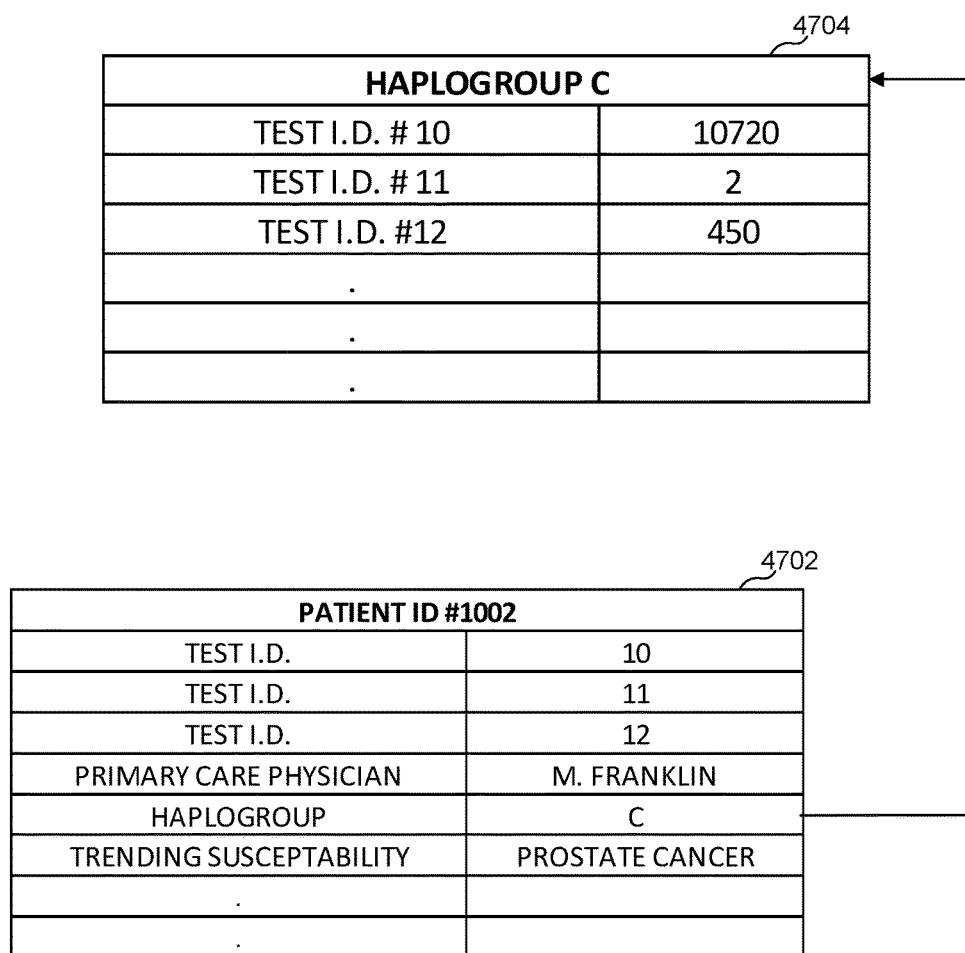 4704
HAPLOGROUP C
TEST I.D. # 10 10720
TEST I.D. # 11 2
TEST I.D. #12 450
.
.
.
4702
PATIENT ID #1002
TEST I.D. 10
TEST I.D. 11
TEST I.D. 12
PRIMARY CARE PHYSICIAN M. FRANKLIN
HAPLOGROUP C
TRENDING SUSCEPTABILITY PROSTATE CANCER
.
.